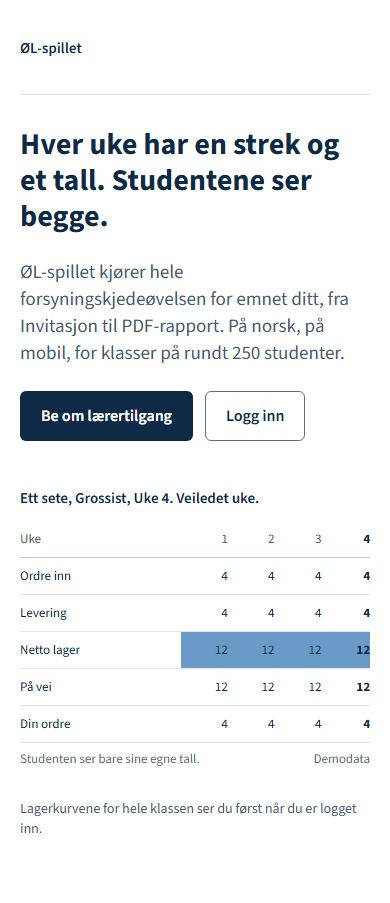 ØL-spillet
Hver uke har en strek og
et tall. Studentene ser
begge.
ØL-spillet kjører hele
forsyningskjedeøvelsen for emnet ditt, fra
Invitasjon til PDF-rapport. På norsk, på
mobil, for klasser på rundt 250 studenter.
Be om lærertilgang Logg inn
Ett sete, Grossist, Uke 4. Veiledet uke.
Uke 1 2 3 4
Ordre inn 4 4 4 4
Levering 4 4 4 4
Netto lager 12 12 12 12
På vei 12 12 12 12
Din ordre 4 4 4 4
Studenten ser bare sine egne tall. Demodata
Lagerkurvene for hele klassen ser du først når du er logget
inn.